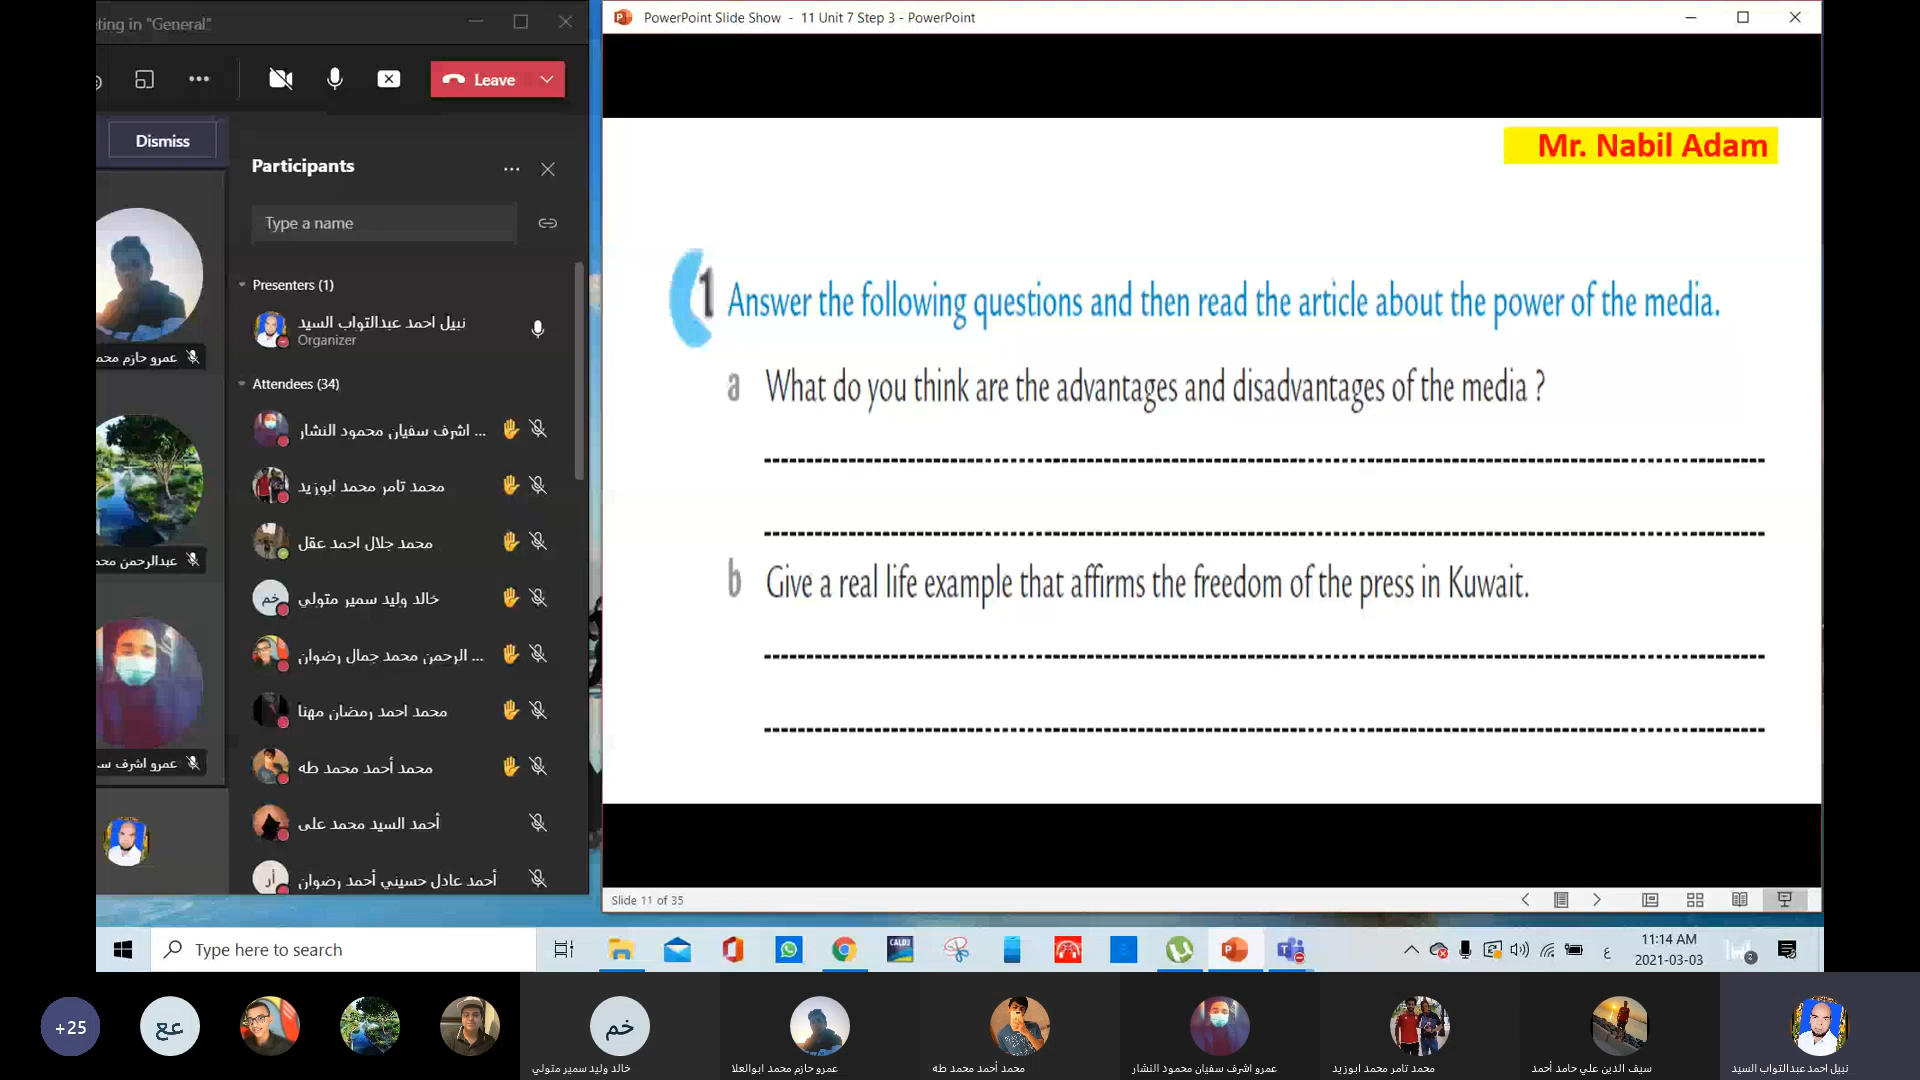 ting in "General"
Leave
Dismiss
Participants
Type a name
Presenters (1)
نبيل احمد عبدالتواب السيد
Organizer
Attendees (34)
اشرف سفيان محمود النشار ...
محمد تامر محمد ابوزيد
محمد جلال احمد عقل
خم
خالد وليد سمير متولي
الرحمن محمد جمال رضوان ...
محمد احمد رمضان مهنا
محمد أحمد محمد طه
أحمد السيد محمد على
أر
أحمد عادل حسيني أحمد رضوان
عمرو حازم محم
عبدالرحمن محم
عمرو اشرف س
PowerPoint Slide Show - 11 Unit 7 Step 3 - PowerPoint
Mr. Nabil Adam
1 Answer the following questions and then read the article about the power of the media.
a What do you think are the advantages and disadvantages of the media ?
b Give a real life example that affirms the freedom of the press in Kuwait.
Slide 11 of 35
Type here to search
ع
11:14 AM
2021-03-03
2
+25
عع
خم
خالد وليد سمير متولي
عمرو حازم محمد ابوالعلا
محمد أحمد محمد طه
عمرو اشرف سفيان محمود النشار
محمد تامر محمد ابوزيد
سيف الدين علي حامد أحمد
نبيل احمد عبدالتواب السيد